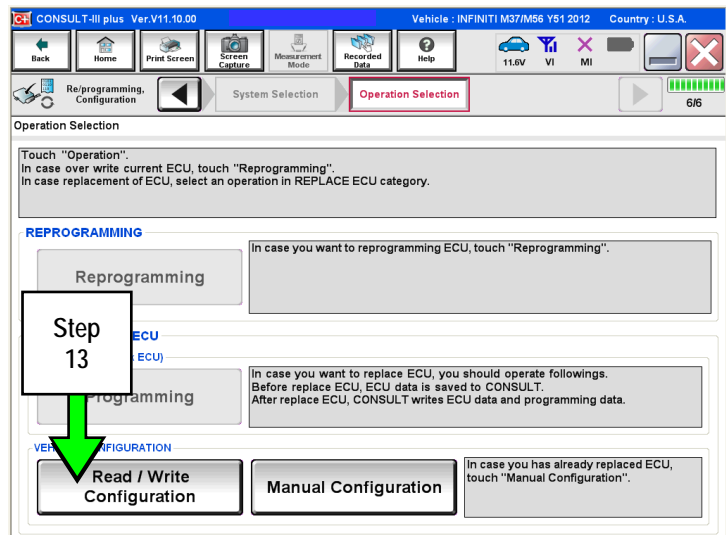 C+ CONSULT-III plus Ver.V11.10.00 Vehicle : INFINITI M37/M56 Y51 2012 Country : U.S.A.
Back Home Print Screen Screen Capture Measurement Mode Recorded Data Help 11.6V VI MI
Re/programming, Configuration System Selection Operation Selection 6/6
Operation Selection
Touch "Operation".
In case over write current ECU, touch "Reprogramming".
In case replacement of ECU, select an operation in REPLACE ECU category.
REPROGRAMMING
Reprogramming
In case you want to reprogramming ECU, touch "Reprogramming".
Step
13
ECU
ECU)
Programming
In case you want to replace ECU, you should operate followings.
Before replace ECU, ECU data is saved to CONSULT.
After replace ECU, CONSULT writes ECU data and programming data.
VEH NFIGURATION
Read / Write
Configuration
Manual Configuration
In case you has already replaced ECU,
touch "Manual Configuration".